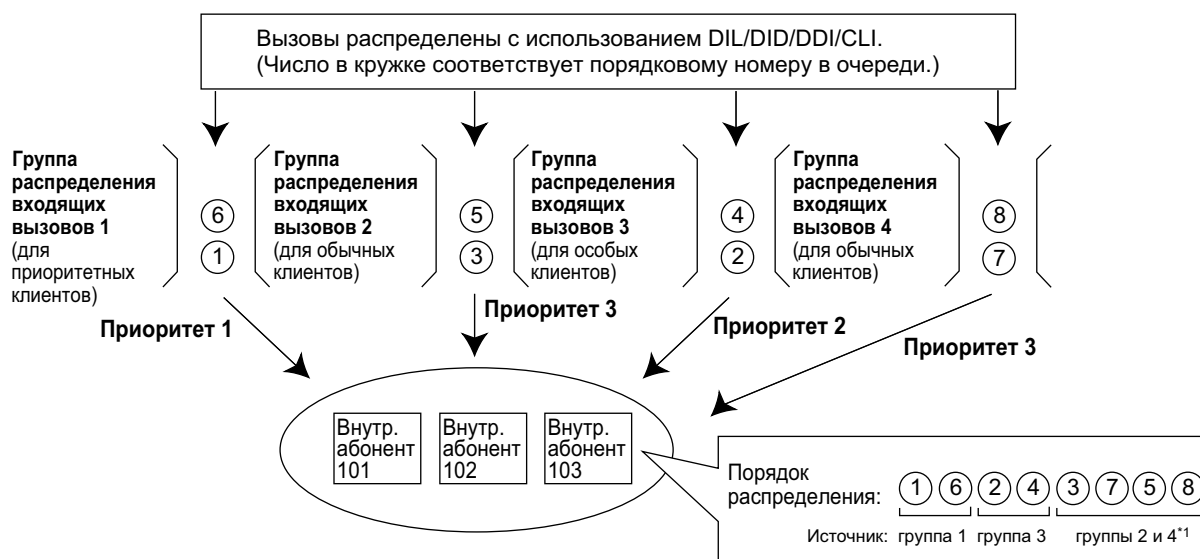 Вызовы распределены с использованием DIL/DID/DDI/CLI.
(Число в кружке соответствует порядковому номеру в очереди.)
Группа
распределения
входящих
вызовов 1
(для
приоритетных
клиентов)
6
1
Группа
распределения
входящих
вызовов 2
(для обычных
клиентов)
5
3
Группа
распределения
входящих
вызовов 3
(для особых
клиентов)
4
2
Группа
распределения
входящих
вызовов 4
(для обычных
клиентов)
8
7
Приоритет 1
Приоритет 3
Приоритет 2
Приоритет 3
Внутр.
абонент
101
Внутр.
абонент
102
Внутр.
абонент
103
Порядок
распределения:
1 6 2 4 3 7 5 8
Источник: группа 1 группа 3 группы 2 и 4*1